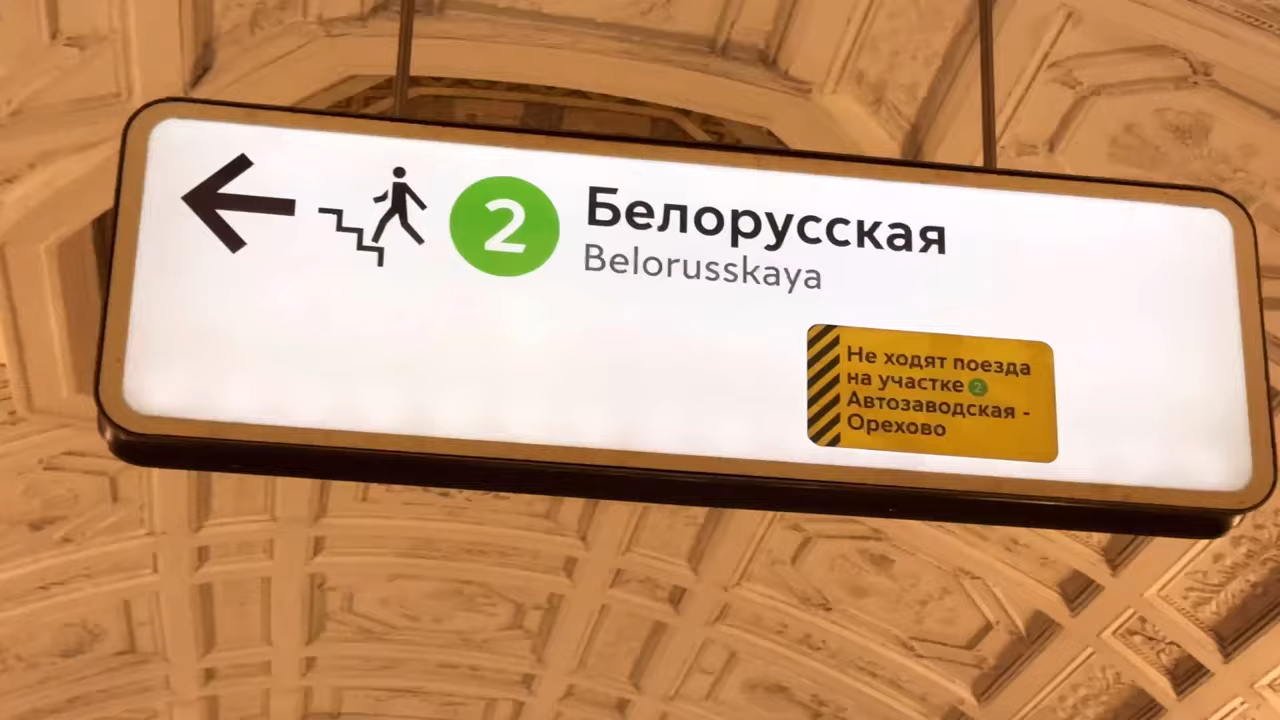 2 Белорусская
Belorusskaya
Не ходят поезда
на участке 2
Автозаводская -
Орехово